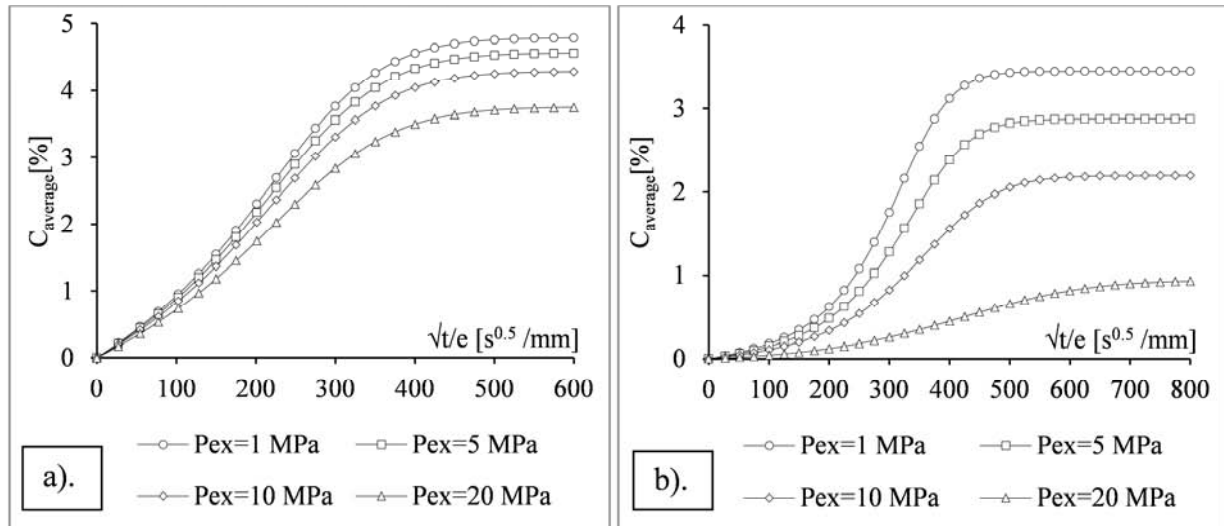 5
4
3
2
1
0
C_average[%]
√t/e [s^0.5 /mm]
0 100 200 300 400 500 600
Pex=1 MPa Pex=5 MPa
Pex=10 MPa Pex=20 MPa
a).
4
3
2
1
0
C_average[%]
√t/e [s^0.5 /mm]
0 100 200 300 400 500 600 700 800
Pex=1 MPa Pex=5 MPa
Pex=10 MPa Pex=20 MPa
b).